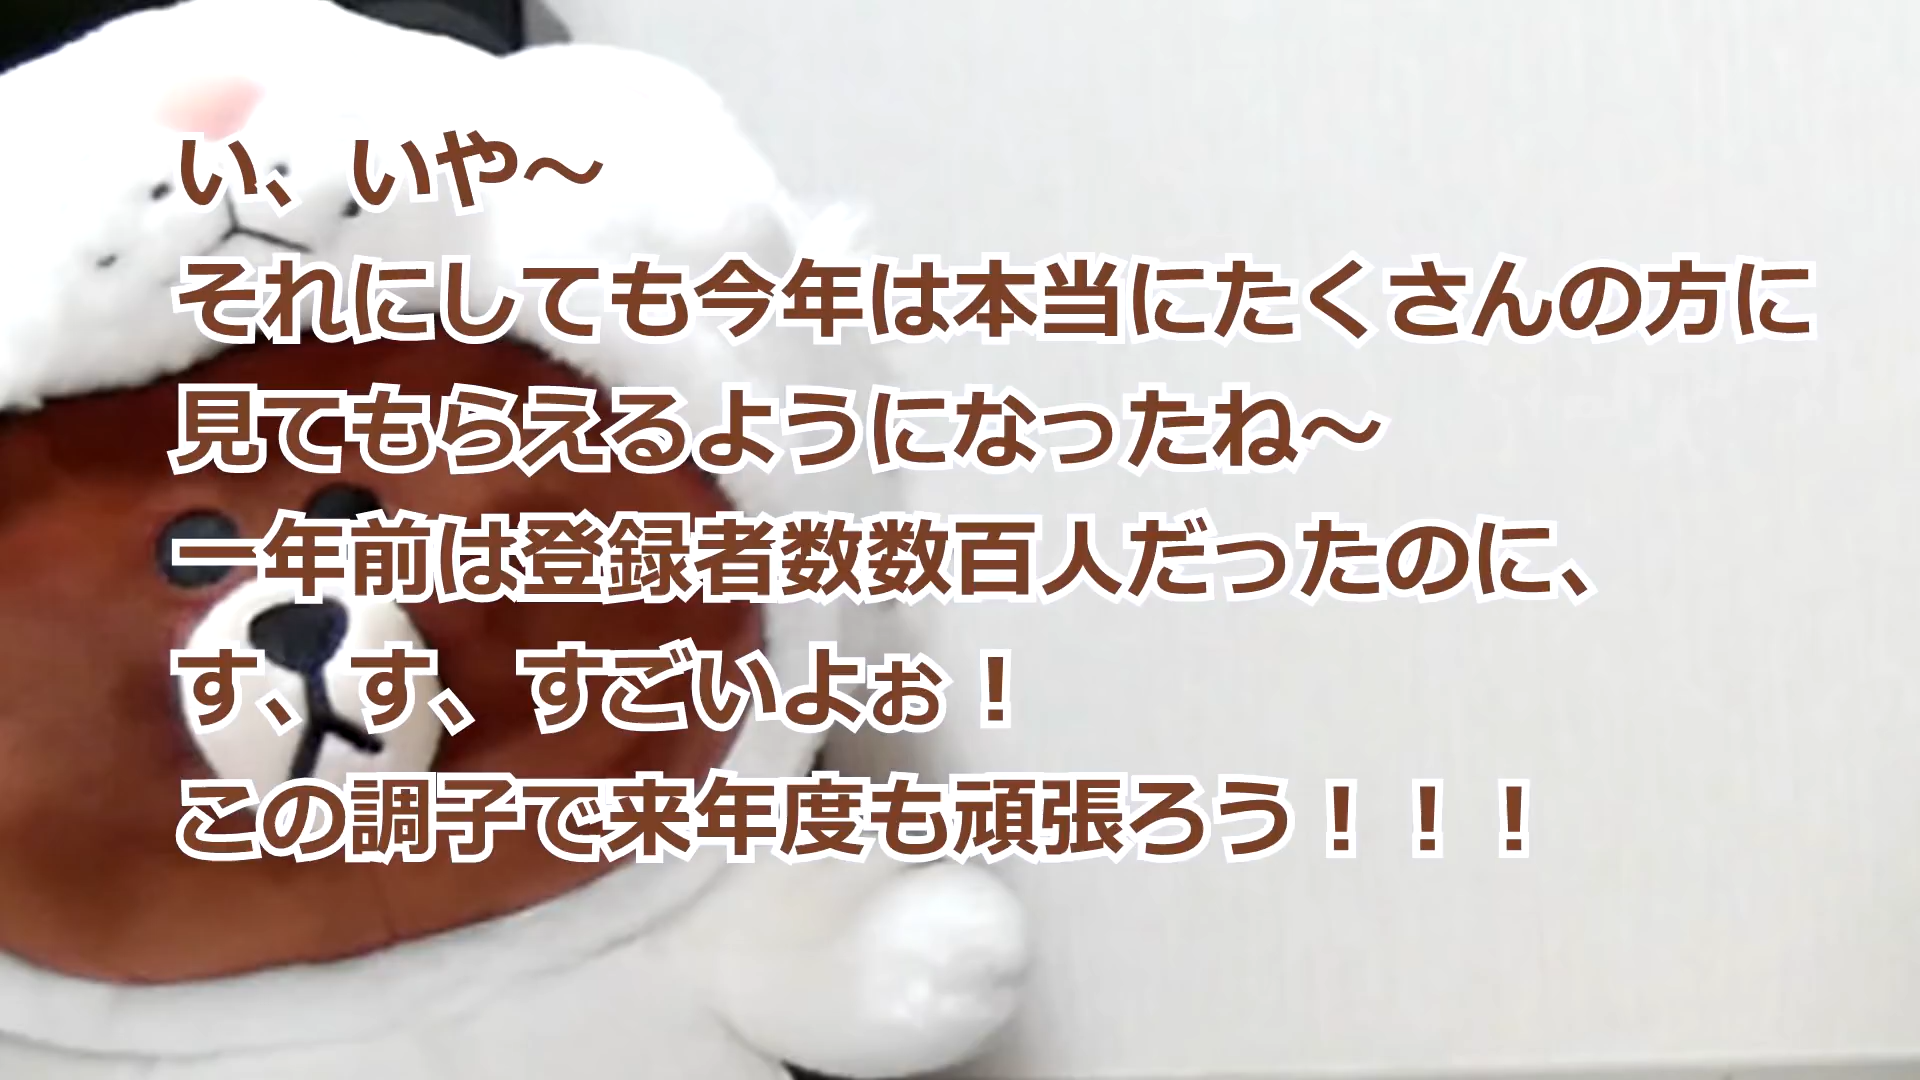 い、いや～
それにしても今年は本当にたくさんの方に
見てもらえるようになったね～
一年前は登録者数数百人だったのに、
す、す、すごいよぉ！
この調子で来年度も頑張ろう！！！